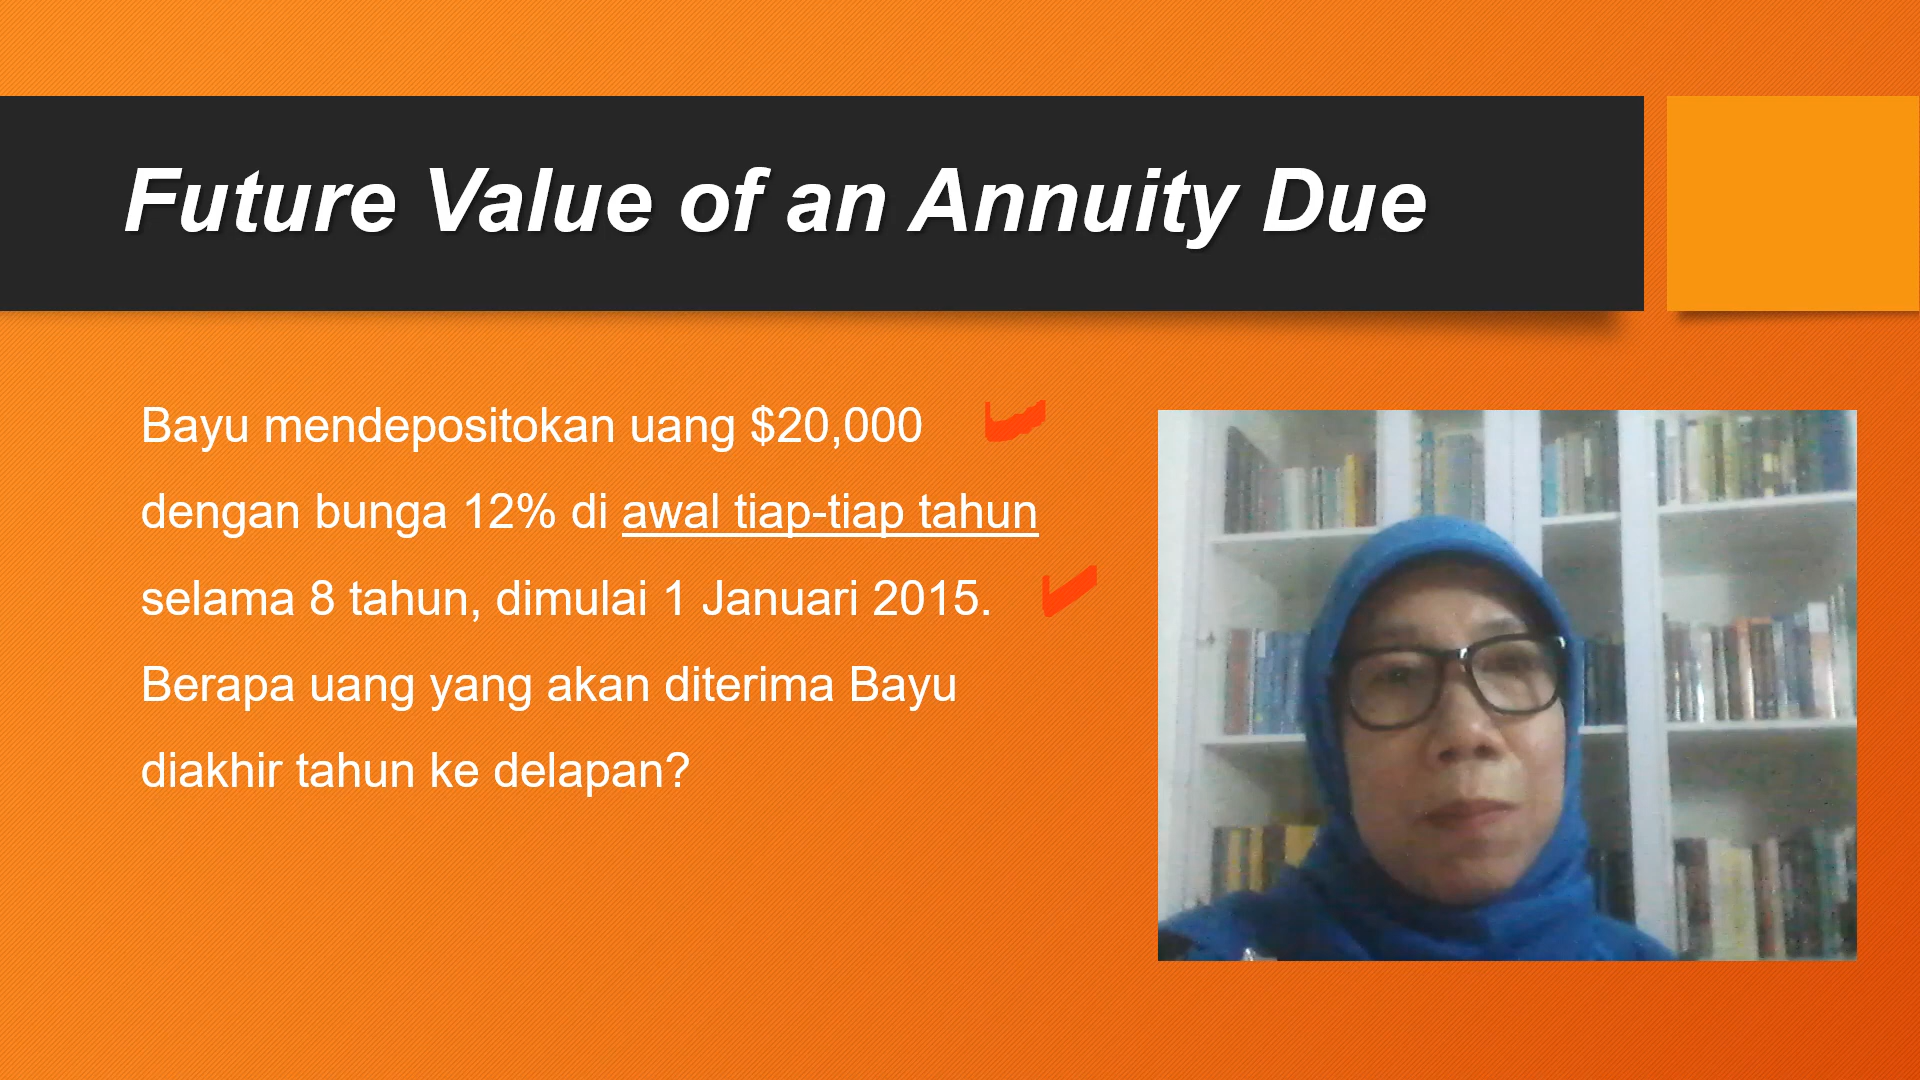 Future Value of an Annuity Due
Bayu mendepositokan uang $20,000
dengan bunga 12% di awal tiap-tiap tahun
selama 8 tahun, dimulai 1 Januari 2015.
Berapa uang yang akan diterima Bayu
diakhir tahun ke delapan?